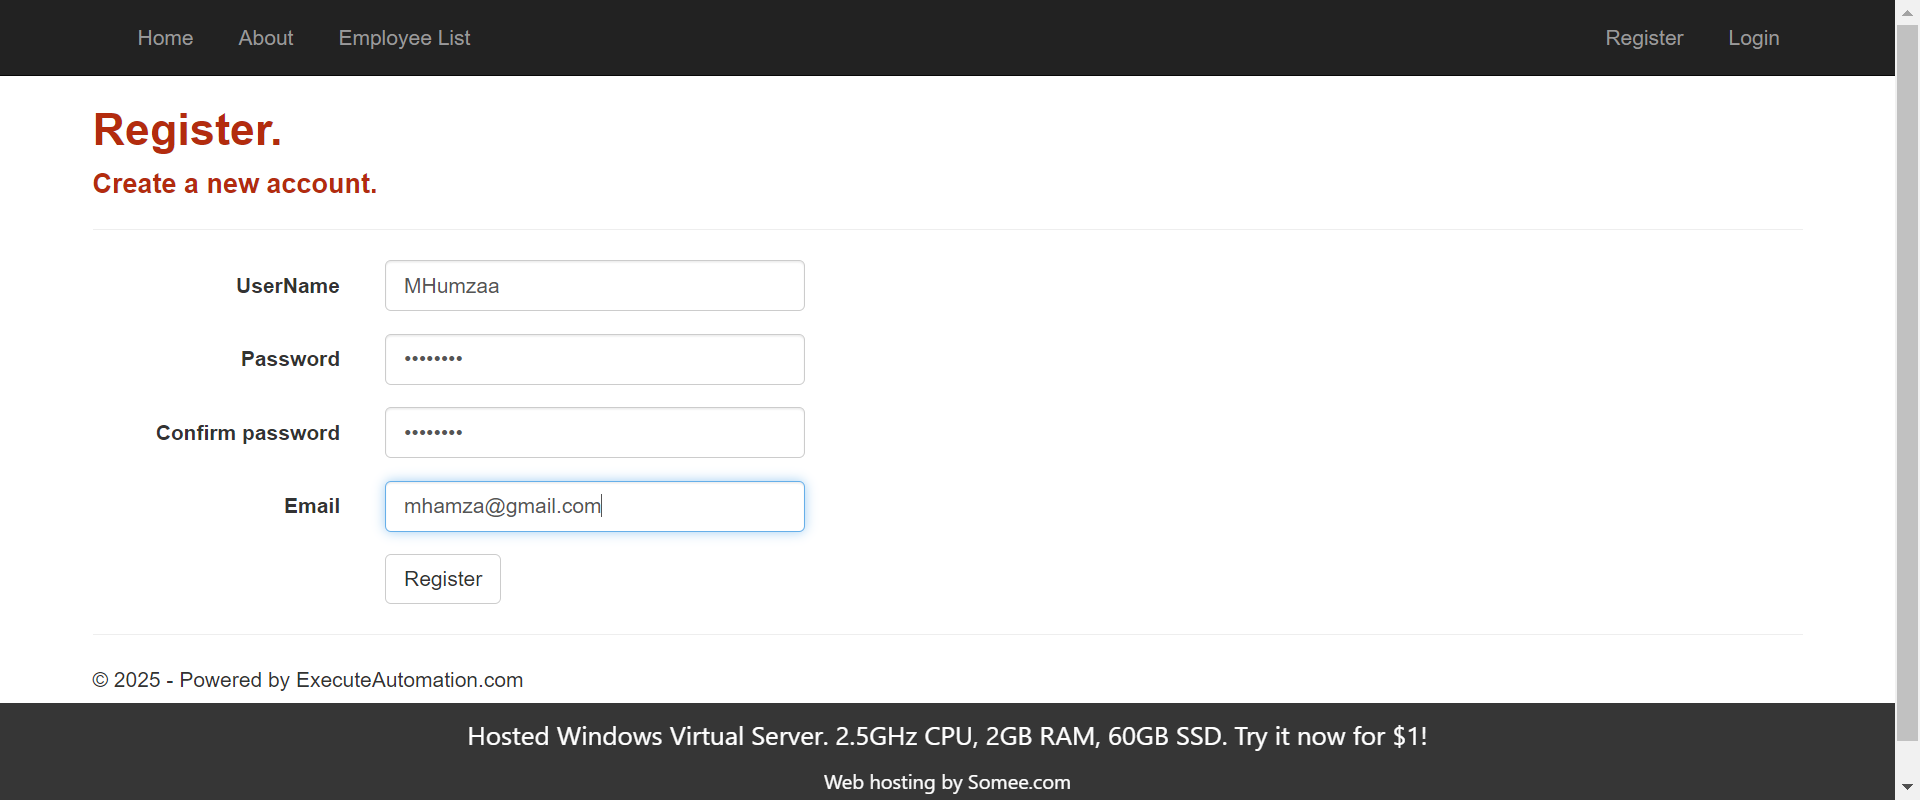 Home About Employee List Register Login
Register.
Create a new account.
UserName MHumzaa
Password ••••••••
Confirm password ••••••••
Email mhamza@gmail.com
Register
© 2025 - Powered by ExecuteAutomation.com
Hosted Windows Virtual Server. 2.5GHz CPU, 2GB RAM, 60GB SSD. Try it now for $1!
Web hosting by Somee.com